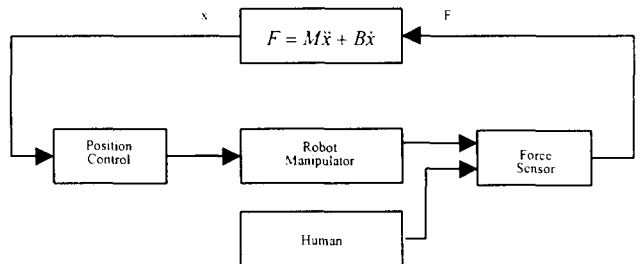 x
F
F = Mẍ + Bẋ
Position
Control
Robot
Manipulator
Force
Sensor
Human